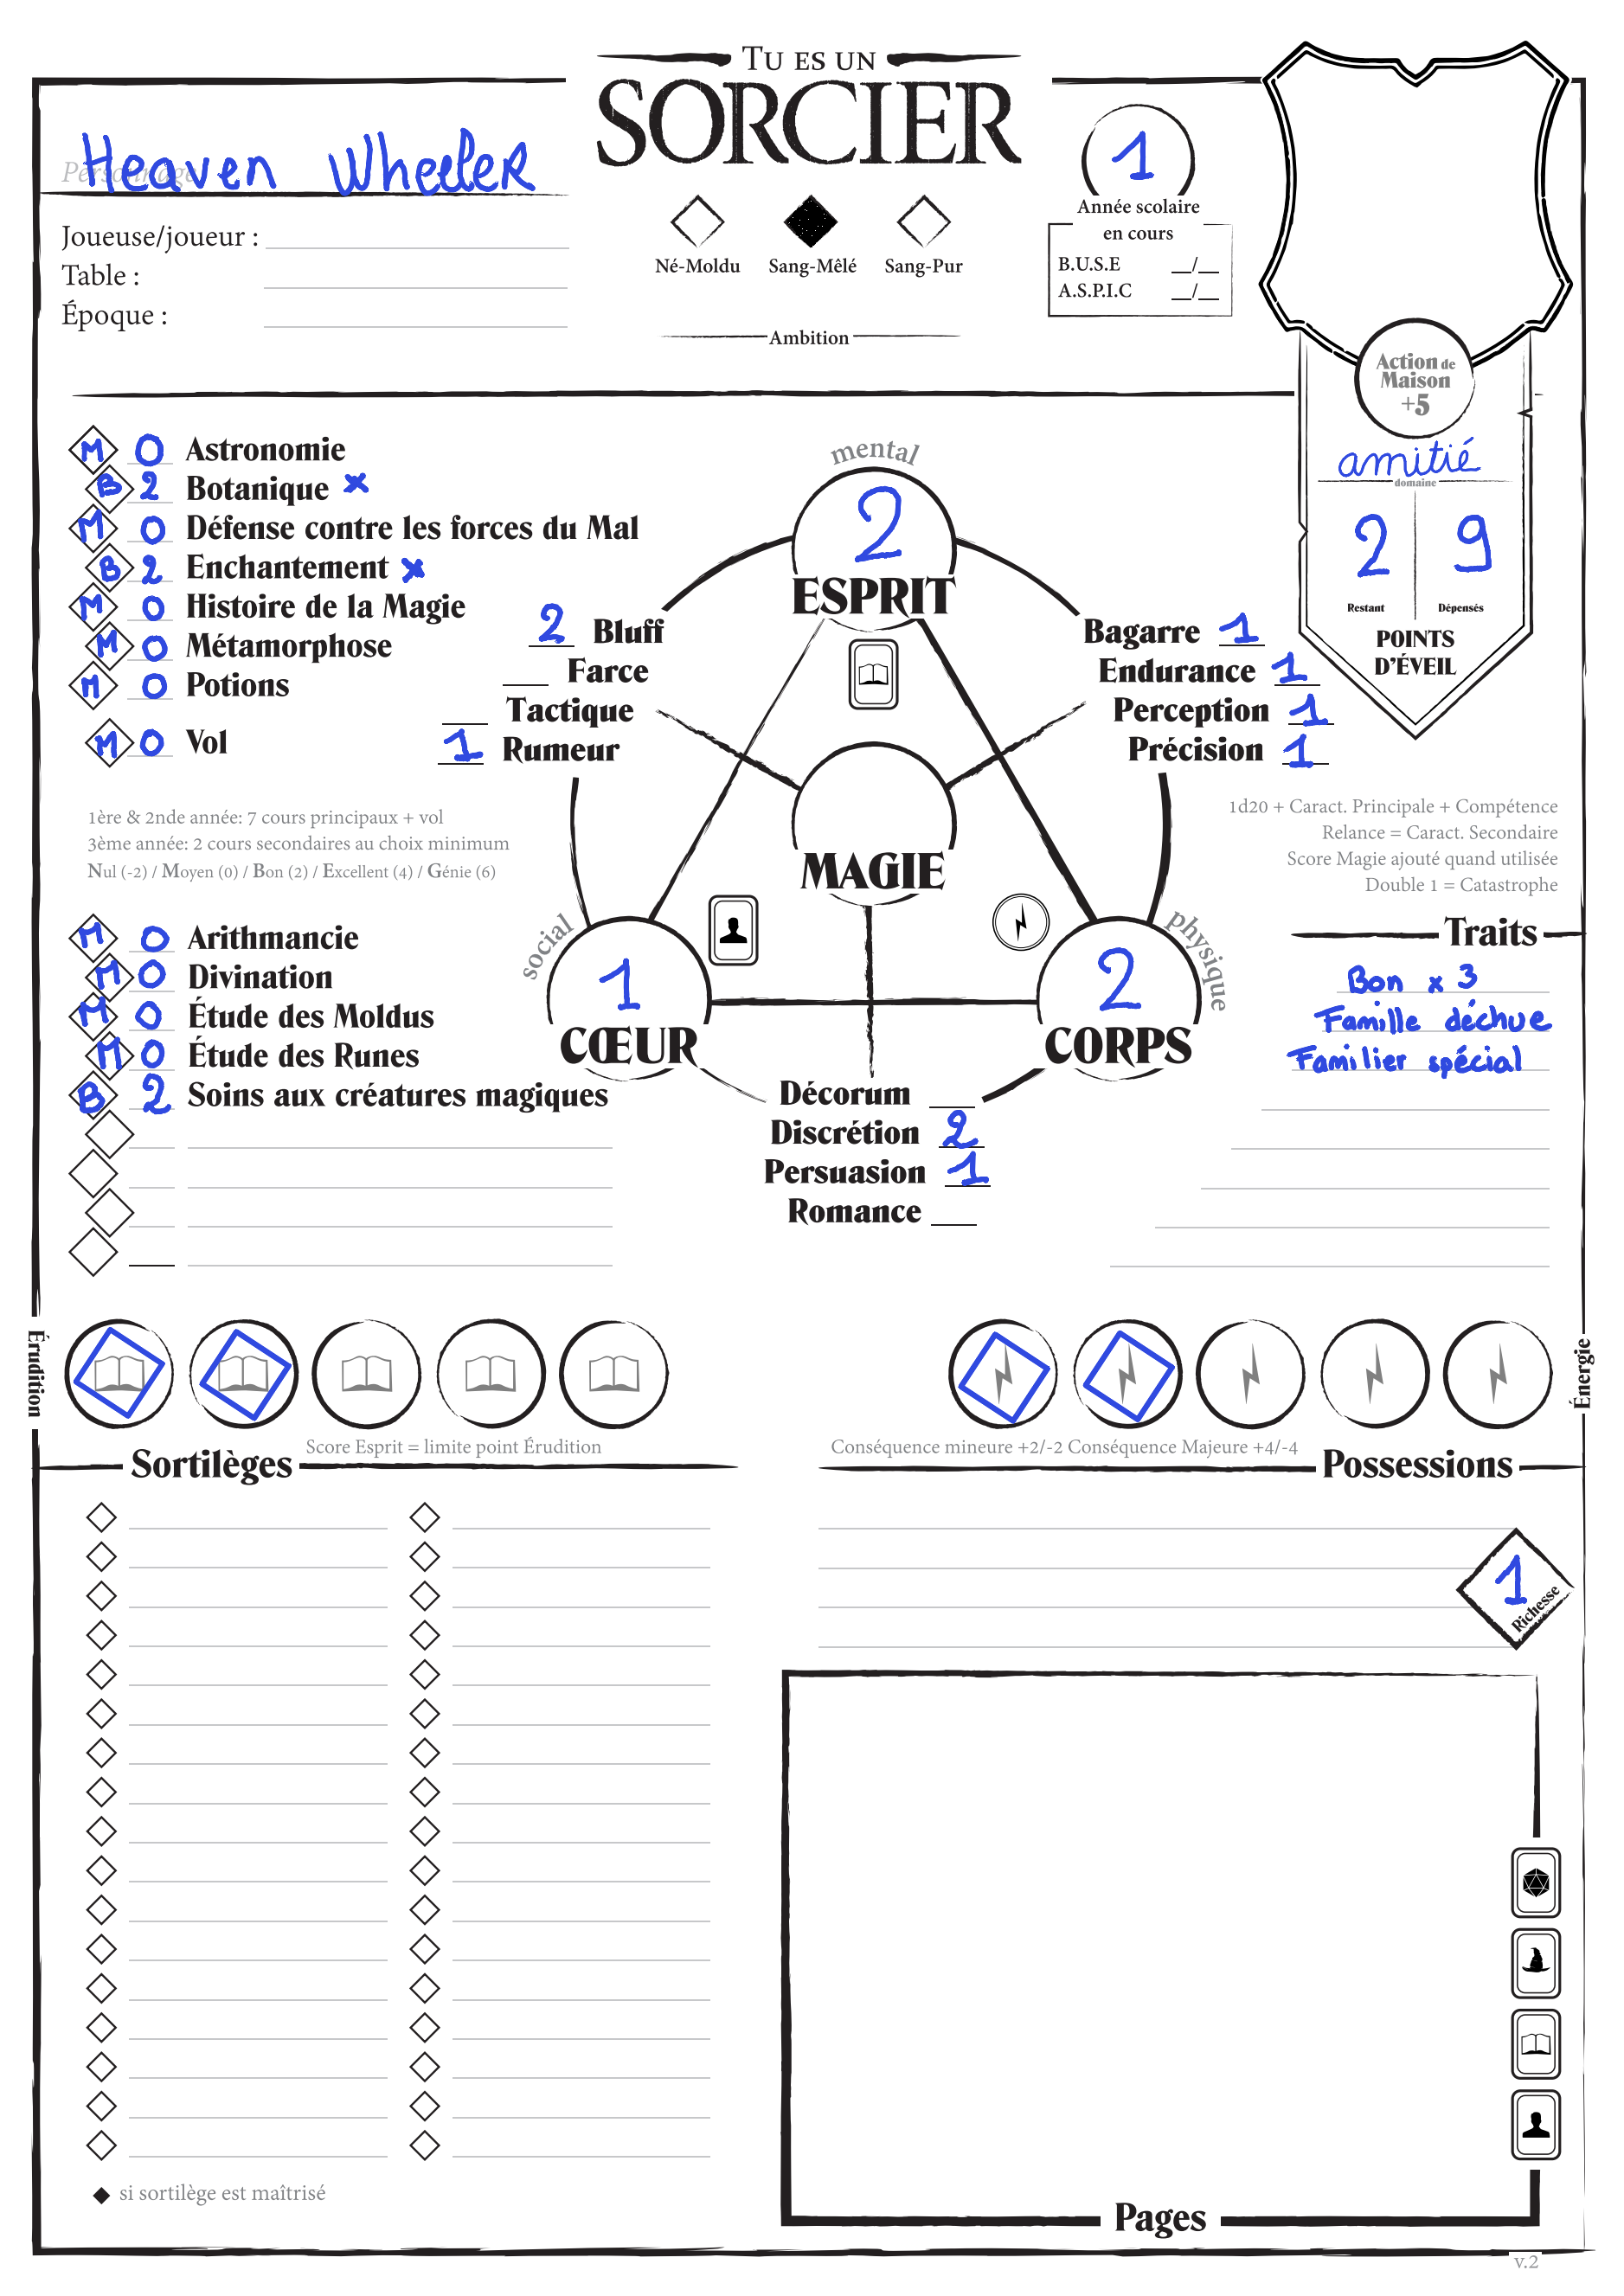 TU ES UN
SORCIER
Personnage
Heaven Wheeler
Joueuse/joueur :
Table :
Époque :
Né-Moldu Sang-Mêlé Sang-Pur
Ambition
1
Année scolaire
en cours
B.U.S.E __/__
A.S.P.I.C __/__
Action de
Maison
+5
amitié
domaine
2 9
Restant Dépensés
POINTS
D'ÉVEIL
M 0 Astronomie
B 2 Botanique x
M 0 Défense contre les forces du Mal
B 2 Enchantement x
M 0 Histoire de la Magie
M 0 Métamorphose
M 0 Potions
M 0 Vol
1ère & 2nde année: 7 cours principaux + vol
3ème année: 2 cours secondaires au choix minimum
Nul (-2) / Moyen (0) / Bon (2) / Excellent (4) / Génie (6)
M 0 Arithmancie
M 0 Divination
M 0 Étude des Moldus
M 0 Étude des Runes
B 2 Soins aux créatures magiques
mental
2
ESPRIT
2 Bluff
Farce
Tactique
1 Rumeur
Bagarre 1
Endurance 1
Perception 1
Précision 1
MAGIE
social
1
CŒUR
physique
2
CORPS
Décorum
Discrétion 2
Persuasion 1
Romance
1d20 + Caract. Principale + Compétence
Relance = Caract. Secondaire
Score Magie ajouté quand utilisée
Double 1 = Catastrophe
Traits
Bon x 3
Famille déchue
Familier spécial
Érudition
Énergie
Score Esprit = limite point Érudition
Sortilèges
Conséquence mineure +2/-2 Conséquence Majeure +4/-4
Possessions
1
Richesse
si sortilège est maîtrisé
Pages
v.2